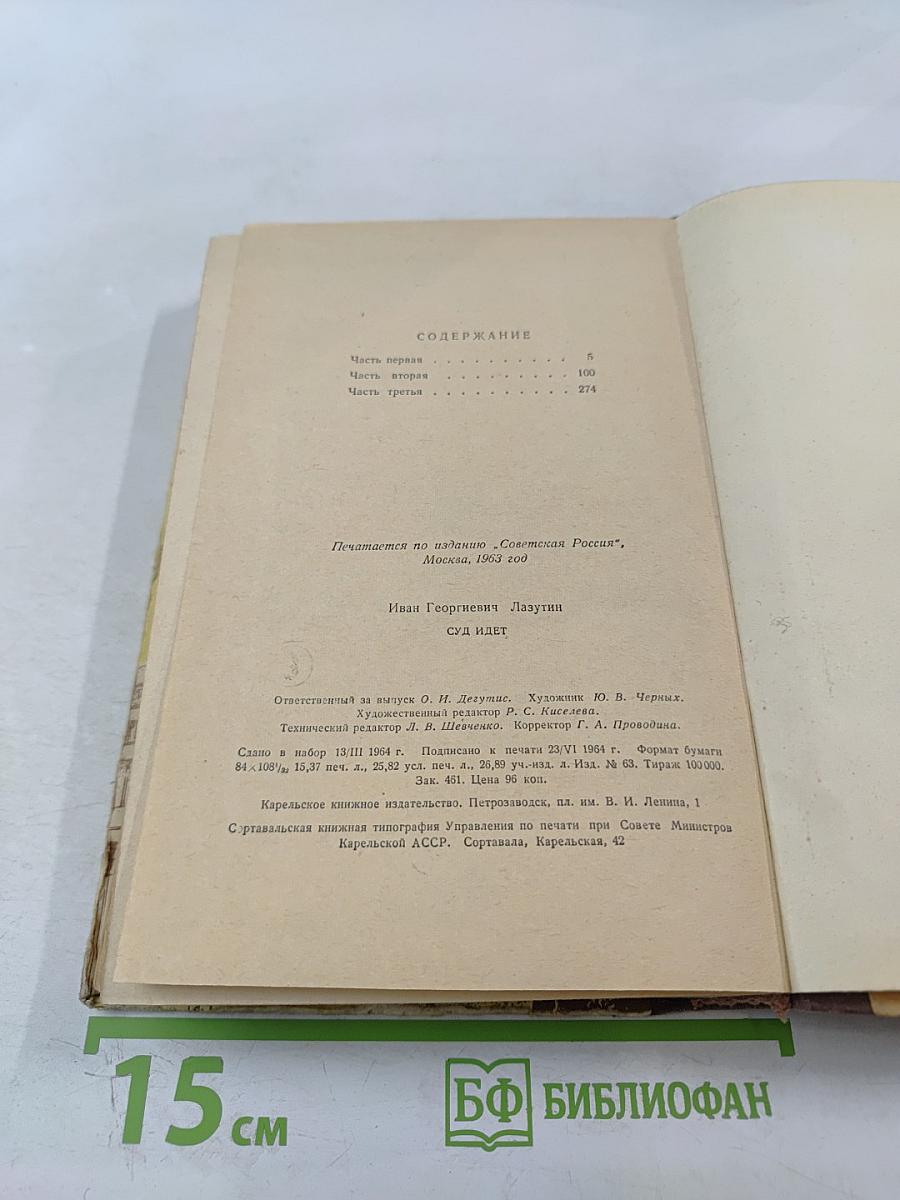 СОДЕРЖАНИЕ
Часть первая . . . . . . . . . . 5
Часть вторая . . . . . . . . . 100
Часть третья . . . . . . . . . . 274
Печатается по изданию „Советская Россия“,
Москва, 1963 год
Иван Георгиевич Лазутин
СУД ИДЕТ
Ответственный за выпуск О. И. Дегутис. Художник Ю. В. Черных.
Художественный редактор Р. С. Киселева.
Технический редактор Л. В. Шевченко. Корректор Г. А. Проводина.
Сдано в набор 13/III 1964 г. Подписано к печати 23/VI 1964 г. Формат бумаги
84×108¹/₃₂ 15,37 печ. л., 25,82 усл. печ. л., 26,89 уч.-изд. л. Изд. № 63. Тираж 100 000.
Зак. 461. Цена 96 коп.
Карельское книжное издательство. Петрозаводск, пл. им. В. И. Ленина, 1
Сортавальская книжная типография Управления по печати при Совете Министров
Карельской АССР. Сортавала, Карельская, 42
15 см
БФ БИБЛИОФАН